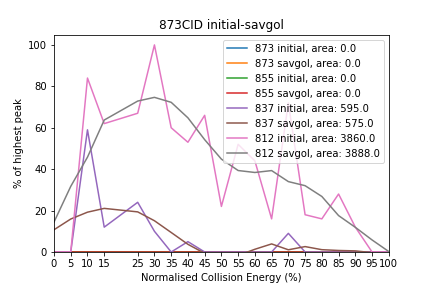 873CID initial-savgol
% of highest peak
100
80
60
40
20
0
873 initial, area: 0.0
873 savgol, area: 0.0
855 initial, area: 0.0
855 savgol, area: 0.0
837 initial, area: 595.0
837 savgol, area: 575.0
812 initial, area: 3860.0
812 savgol, area: 3888.0
0 5 10 15 25 30 35 40 45 50 55 60 65 70 75 80 85 90 95 100
Normalised Collision Energy (%)